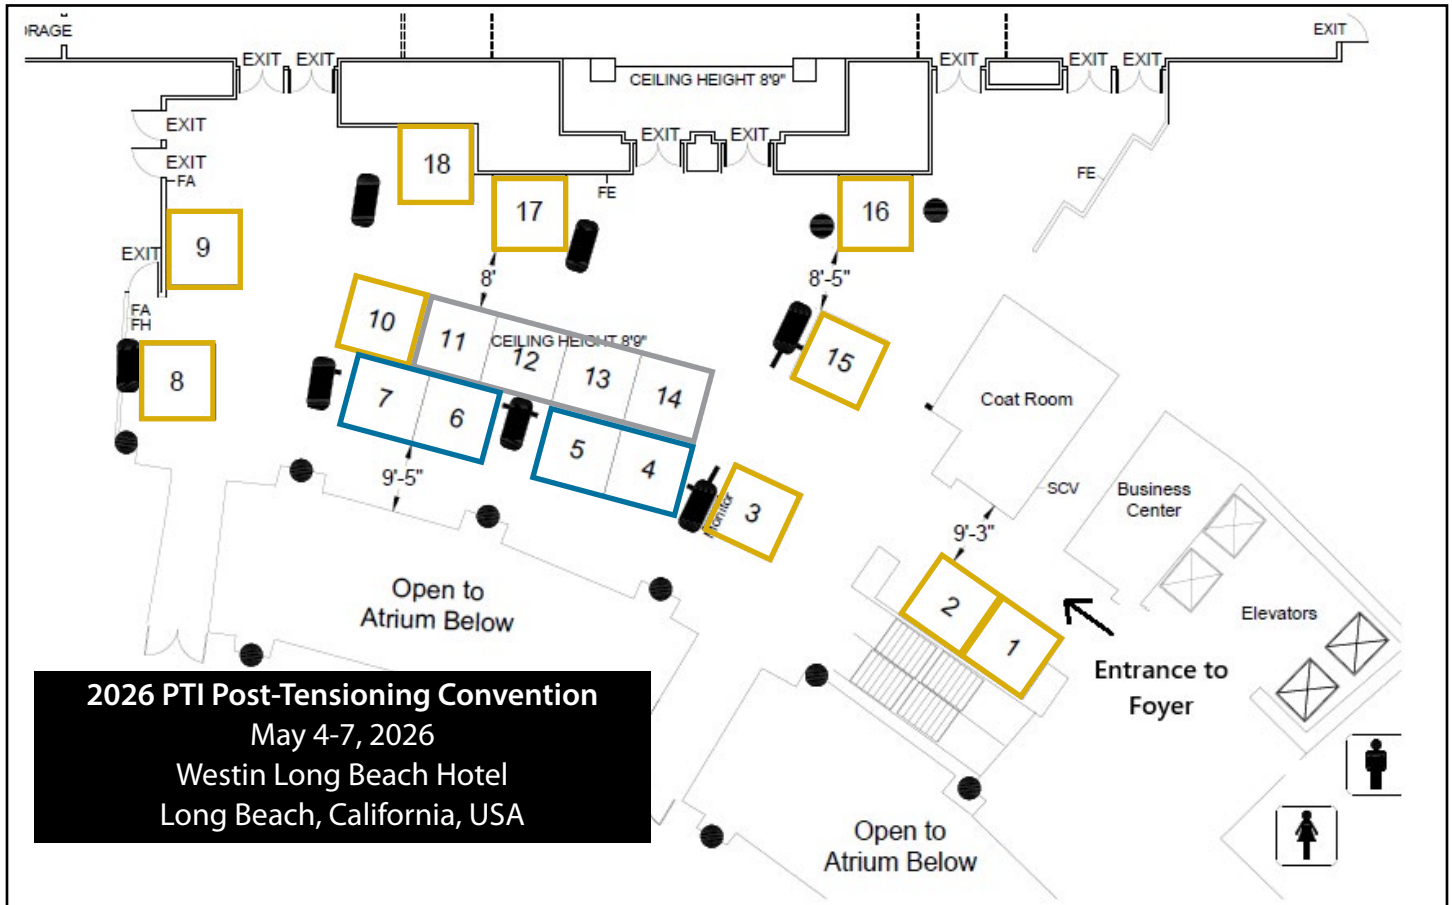 ORAGE
EXIT
EXIT
EXIT
EXIT
EXIT
EXIT
CEILING HEIGHT 8'9"
EXIT
EXIT
EXIT
EXIT
FA
18
17
FE
16
FE
9
EXIT
8'
8'-5"
FA
FH
10
11
CEILING HEIGHT 8'9"
12
13
14
15
8
7
6
5
4
Coat Room
9'-5"
SCV
Business
Center
3
Monitor
9'-3"
Open to
Atrium Below
2
1
Elevators
Entrance to
Foyer
2026 PTI Post-Tensioning Convention
May 4-7, 2026
Westin Long Beach Hotel
Long Beach, California, USA
Open to
Atrium Below